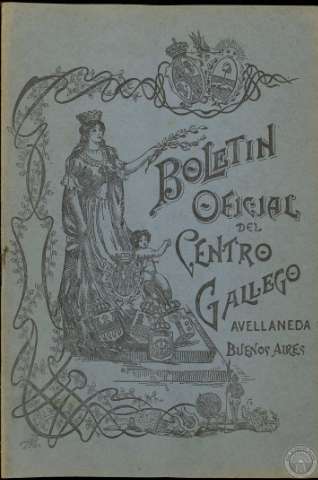 BOLETIN
OFICIAL
DEL
CENTRO
GALLEGO
AVELLANEDA
BUENOS AIRES